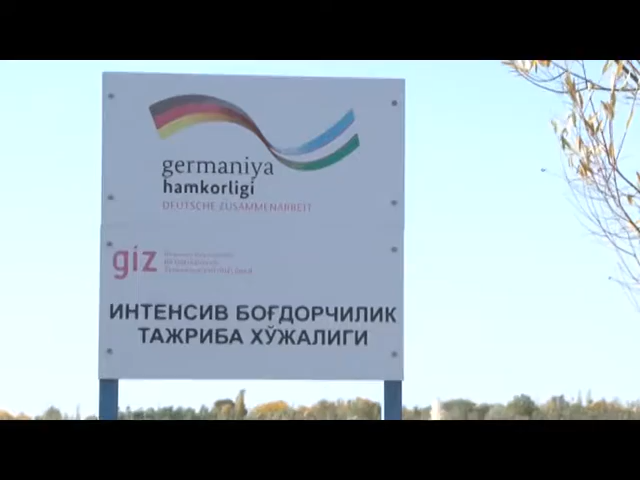 germaniya
hamkorligi
DEUTSCHE ZUSAMMENARBEIT
giz
ИНТЕНСИВ БОҒДОРЧИЛИК
ТАЖРИБА ХЎЖАЛИГИ